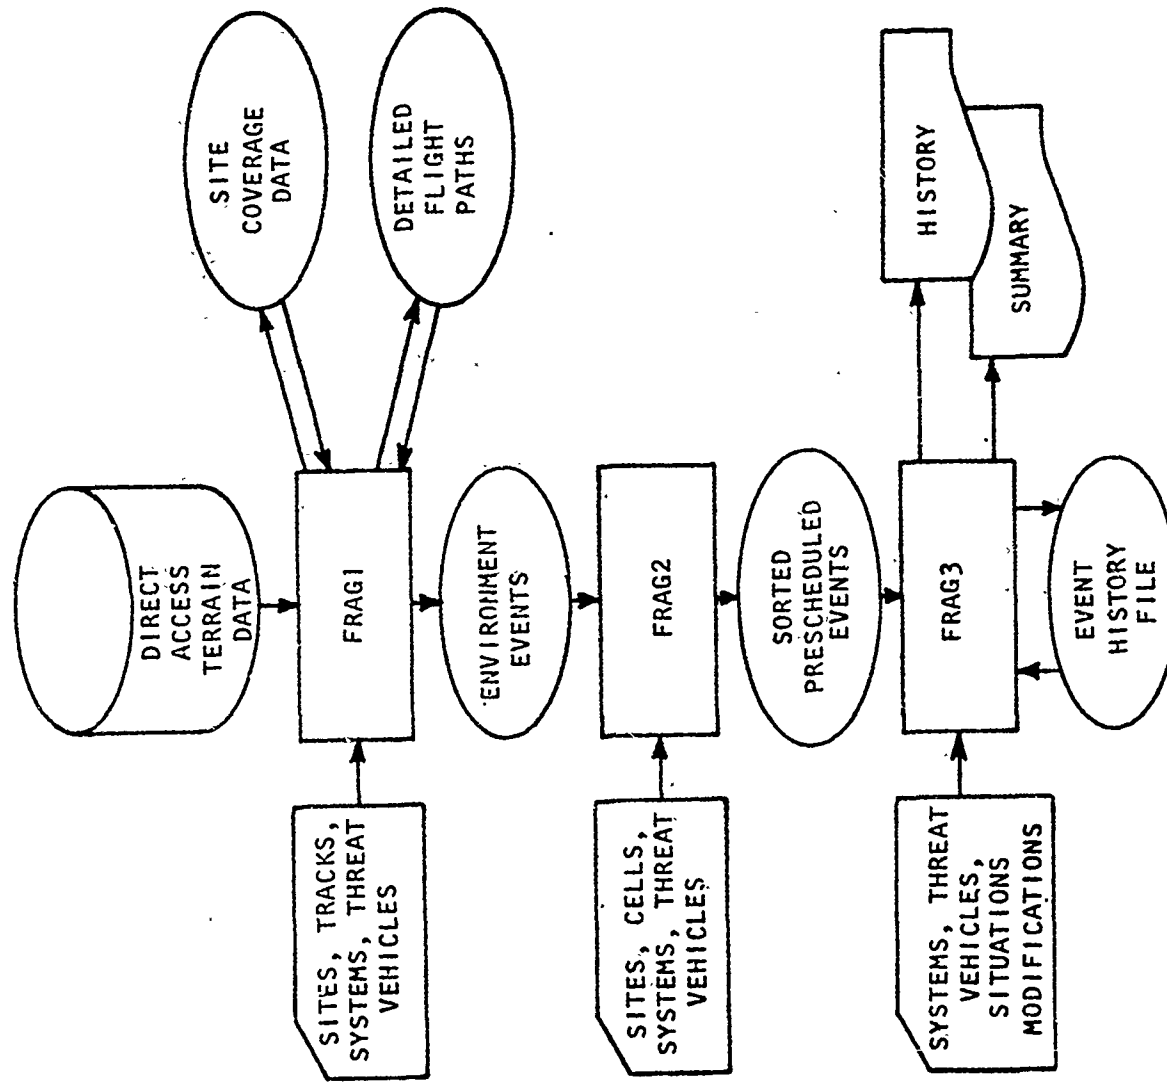 DIRECT
ACCESS
TERRAIN
DATA
SITE
COVERAGE
DATA
DETAILED
FLIGHT
PATHS
SITES, TRACKS,
SYSTEMS, THREAT
VEHICLES
FRAG1
ENVIRONMENT
EVENTS
SITES, CELLS,
SYSTEMS, THREAT
VEHICLES
FRAG2
SORTED
PRESCHEDULED
EVENTS
SYSTEMS, THREAT
VEHICLES,
SITUATIONS
MODIFICATIONS
FRAG3
HISTORY
SUMMARY
EVENT
HISTORY
FILE